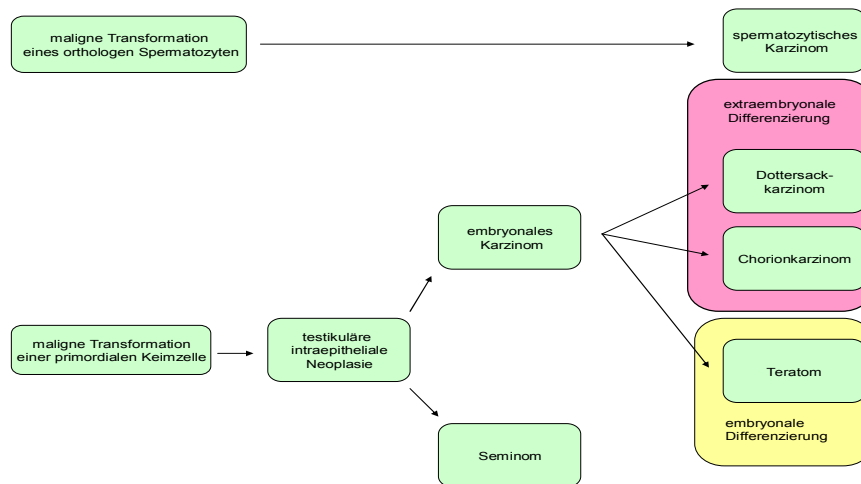 maligne Transformation
eines orthologen Spermatozyten
spermatozytisches
Karzinom
extraembryonale
Differenzierung
Dottersack-
karzinom
embryonales
Karzinom
Chorionkarzinom
maligne Transformation
einer primordialen Keimzelle
testikuläre
intraepitheliale
Neoplasie
Teratom
embryonale
Differenzierung
Seminom